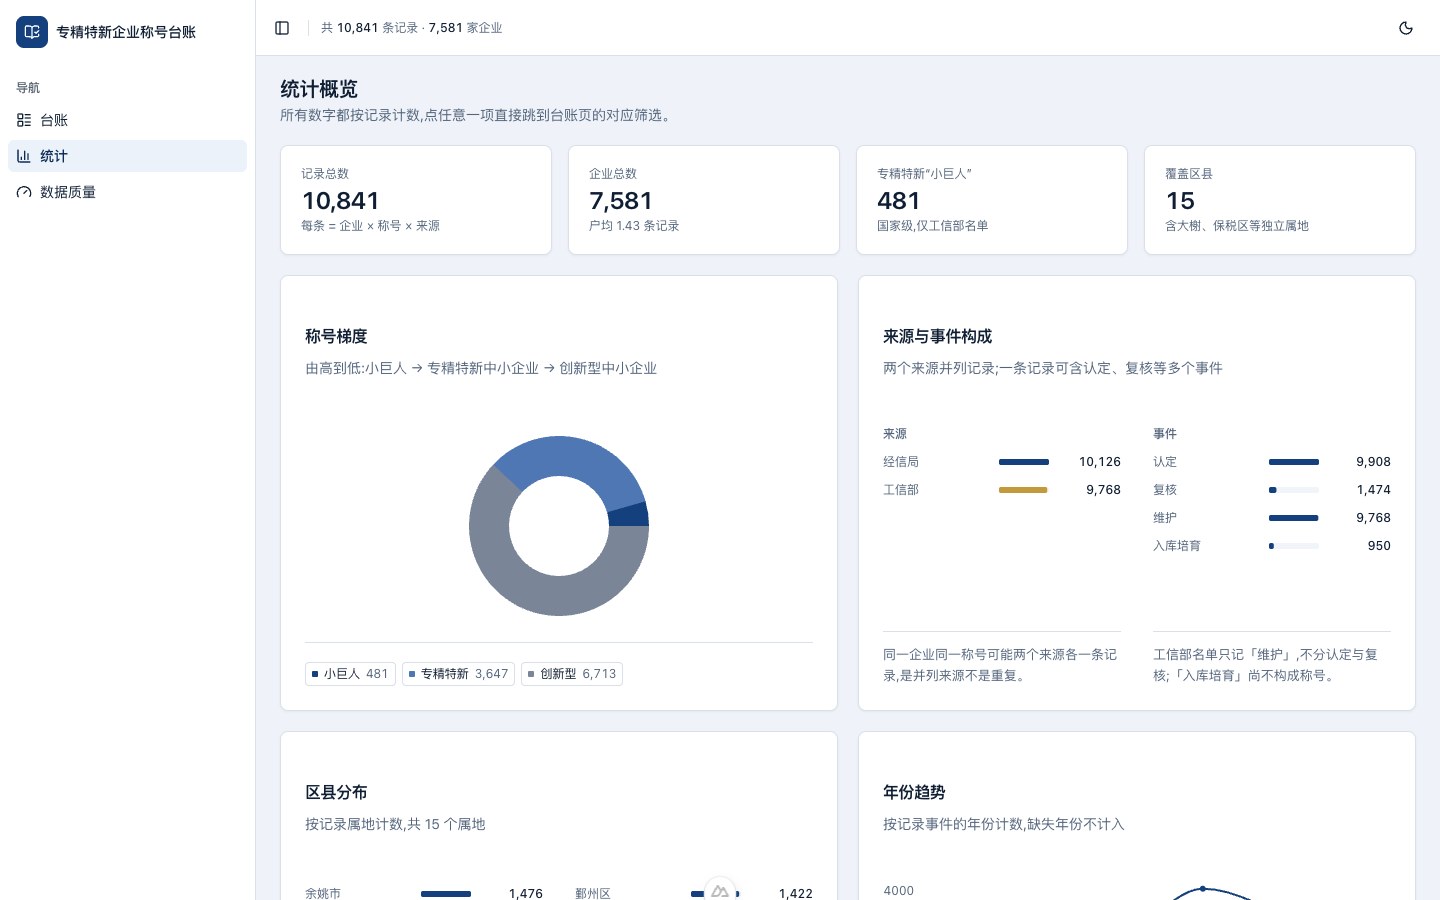 专精特新企业称号台账
共 10,841 条记录 · 7,581 家企业
导航
台账
统计
数据质量
统计概览
所有数字都按记录计数,点任意一项直接跳到台账页的对应筛选。
记录总数
10,841
每条 = 企业 × 称号 × 来源
企业总数
7,581
户均 1.43 条记录
专精特新“小巨人”
481
国家级,仅工信部名单
覆盖区县
15
含大榭、保税区等独立属地
称号梯度
由高到低:小巨人 → 专精特新中小企业 → 创新型中小企业
小巨人 481
专精特新 3,647
创新型 6,713
来源与事件构成
两个来源并列记录;一条记录可含认定、复核等多个事件
来源
经信局 10,126
工信部 9,768
同一企业同一称号可能两个来源各一条记
录,是并列来源不是重复。
事件
认定 9,908
复核 1,474
维护 9,768
入库培育 950
工信部名单只记「维护」,不分认定与复
核;「入库培育」尚不构成称号。
区县分布
按记录属地计数,共 15 个属地
余姚市 1,476
鄞州区 1,422
年份趋势
按记录事件的年份计数,缺失年份不计入
4000